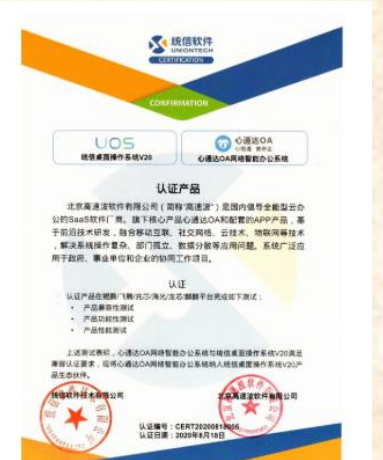 统信软件
UNIONTECH
CERTIFICATION
CONFIRMATION
UOS
统信桌面操作系统V20
心通达OA
心相通 事必达
心通达OA网络智能办公系统
认证产品
北京高速波软件有限公司(简称“高速波”)是国内倡导全能型云办
公的SaaS软件厂商。旗下核心产品心通达OA和配套的APP产品,基
于前沿技术研发,融合移动互联、社交网络、云技术、物联网等技术
,解决系统操作复杂、部门孤立、数据分散等应用问题。系统广泛应
用于政府、事业单位和企业的协同工作项目。
认证
认证产品在鲲鹏/飞腾/兆芯/海光/龙芯/麒麟平台完成如下测试:
• 产品兼容性测试
• 产品功能性测试
• 产品性能测试
上述测试表明,心通达OA网络智能办公系统与统信桌面操作系统V20满足
兼容认证要求,现将心通达OA网络智能办公系统纳入统信桌面操作系统V20产
品生态伙伴。
统信软件技术有限公司
北京高速波软件有限公司
认证编号:CERT20200818006
认证日期:2020年8月18日